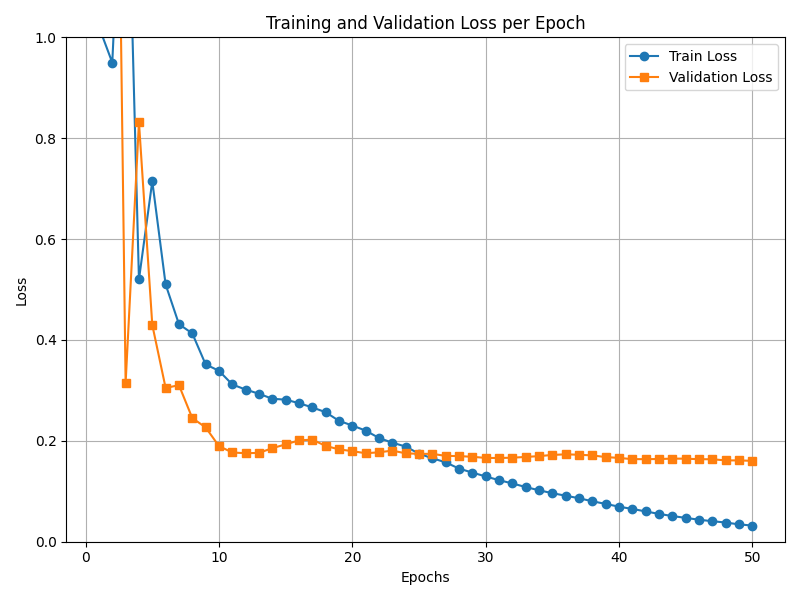 Training and Validation Loss per Epoch
Train Loss
Validation Loss
Loss
1.0
0.8
0.6
0.4
0.2
0.0
0 10 20 30 40 50
Epochs